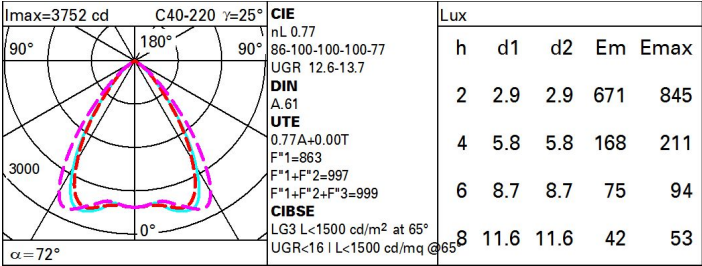 Imax=3752 cd C40-220 γ=25°
90° 180° 90°
3000
0°
α=72°
CIE
nL 0.77
86-100-100-100-77
UGR 12.6-13.7
DIN
A.61
UTE
0.77A+0.00T
F"1=863
F"1+F"2=997
F"1+F"2+F"3=999
CIBSE
LG3 L<1500 cd/m² at 65°
UGR<16 | L<1500 cd/mq @65°
Lux
h d1 d2 Em Emax
2 2.9 2.9 671 845
4 5.8 5.8 168 211
6 8.7 8.7 75 94
8 11.6 11.6 42 53